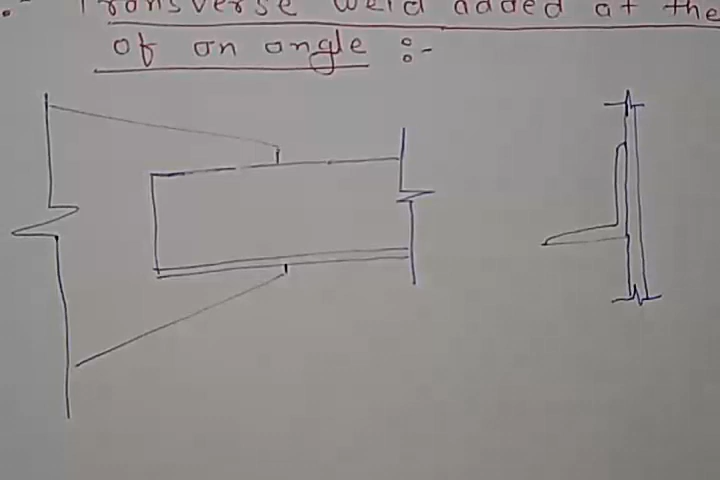 Transverse weld added at the
of an angle :-